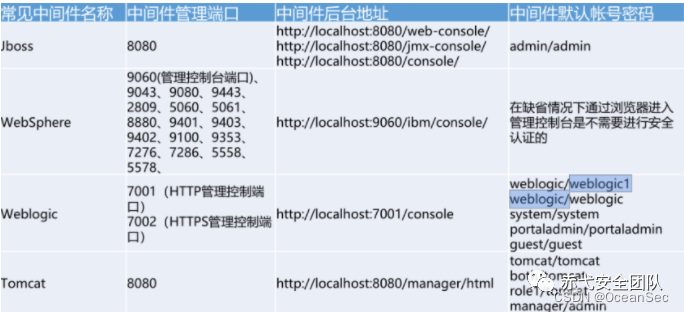 常见中间件名称 中间件管理端口 中间件后台地址 中间件默认帐号密码
Jboss
8080
http://localhost:8080/web-console/
http://localhost:8080/jmx-console/
http://localhost:8080/console/
admin/admin
WebSphere
9060(管理控制台端口)、
9043、9080、9443、
2809、5060、5061、
8880、9401、9403、
9402、9100、9353、
7276、7286、5558、
5578、
http://localhost:9060/ibm/console/
在缺省情况下通过浏览器进入
管理控制台是不需要进行安全
认证的
Weblogic
7001（HTTP管理控制端
口）
7002（HTTPS管理控制端
口）
http://localhost:7001/console
weblogic/weblogic1
weblogic/weblogic
system/system
portaladmin/portaladmin
guest/guest
Tomcat
8080
http://localhost:8080/manager/html
tomcat/tomcat
both/tomcat
role1/tomcat
manager/admin
赤弋安全团队
CSDN @OceanSec